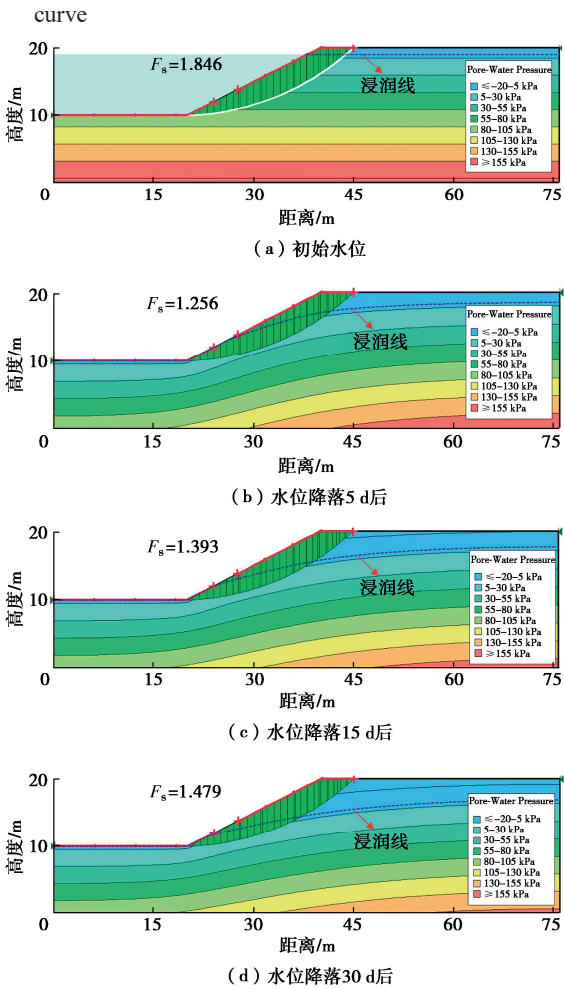 curve
20
10
0
高度/m
Fs=1.846
浸润线
Pore-Water Pressure
≤−20–5 kPa
5–30 kPa
30–55 kPa
55–80 kPa
80–105 kPa
105–130 kPa
130–155 kPa
≥155 kPa
0 15 30 45 60 75
距离/m
(a)初始水位
20
10
0
高度/m
Fs=1.256
浸润线
Pore-Water Pressure
≤−20–5 kPa
5–30 kPa
30–55 kPa
55–80 kPa
80–105 kPa
105–130 kPa
130–155 kPa
≥155 kPa
15 30 45 60 75
距离/m
(b)水位降落5 d后
20
10
0
高度/m
Fs=1.393
浸润线
Pore-Water Pressure
≤−20–5 kPa
5–30 kPa
30–55 kPa
55–80 kPa
80–105 kPa
105–130 kPa
130–155 kPa
≥155 kPa
15 30 45 60 75
距离/m
(c)水位降落15 d后
20
10
0
高度/m
Fs=1.479
浸润线
Pore-Water Pressure
≤−20–5 kPa
5–30 kPa
30–55 kPa
55–80 kPa
80–105 kPa
105–130 kPa
130–155 kPa
≥155 kPa
15 30 45 60 75
距离/m
(d)水位降落30 d后